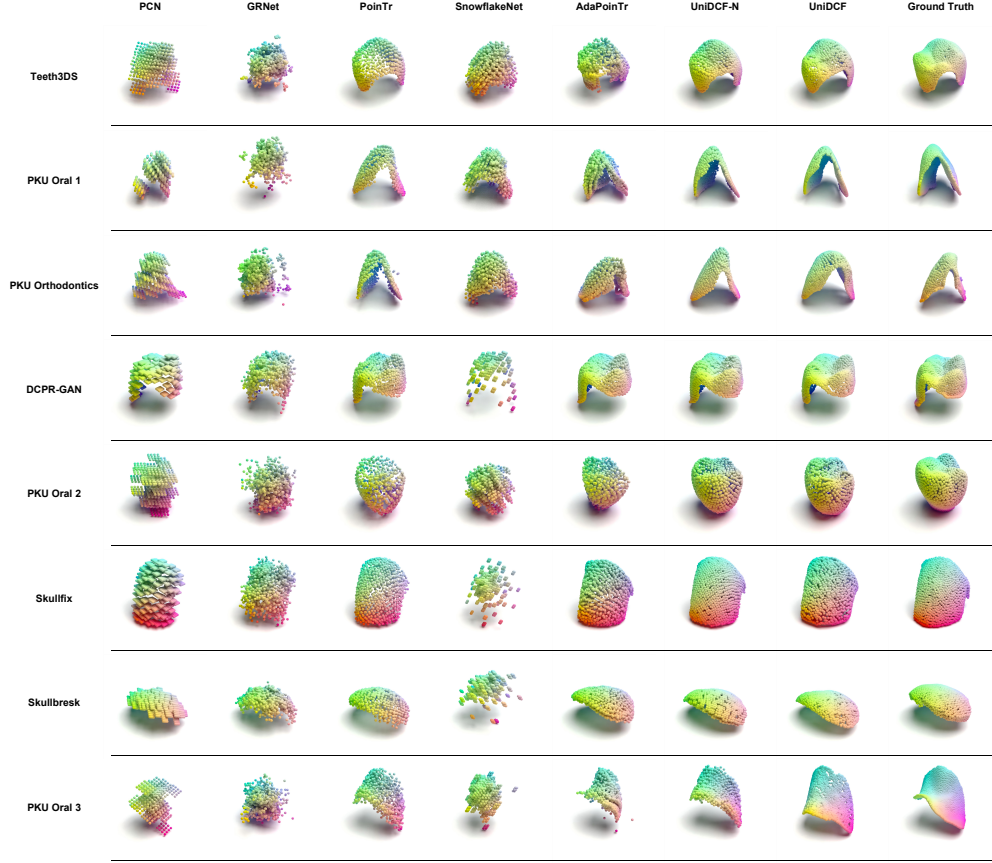 PCN GRNet PoinTr SnowflakeNet AdaPoinTr UniDCF-N UniDCF Ground Truth
Teeth3DS
PKU Oral 1
PKU Orthodontics
DCPR-GAN
PKU Oral 2
Skullfix
Skullbresk
PKU Oral 3